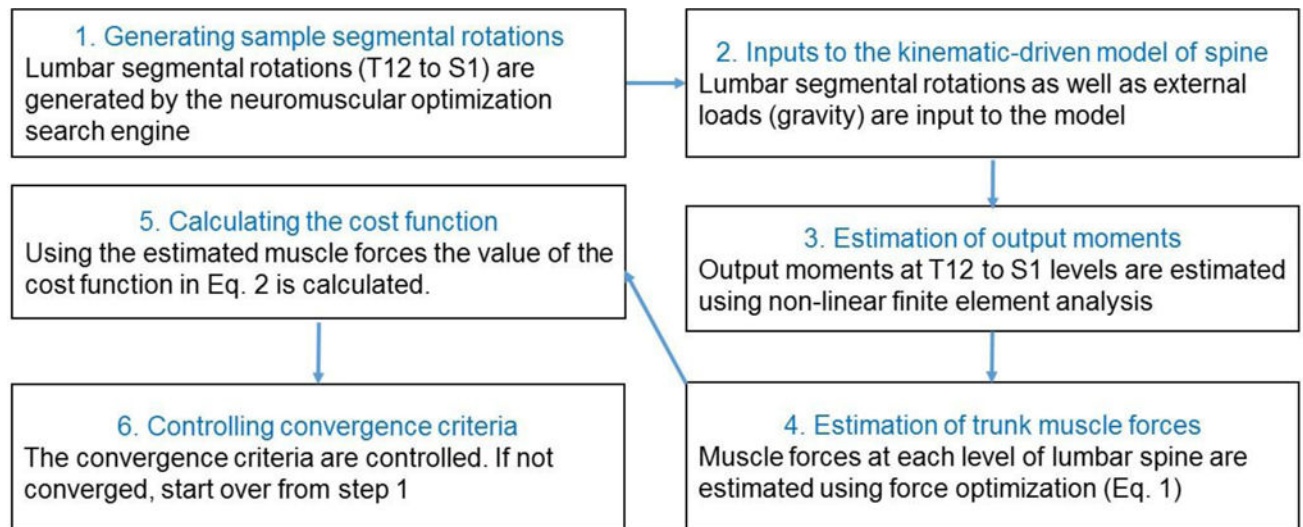 1. Generating sample segmental rotations
Lumbar segmental rotations (T12 to S1) are
generated by the neuromuscular optimization
search engine
2. Inputs to the kinematic-driven model of spine
Lumbar segmental rotations as well as external
loads (gravity) are input to the model
3. Estimation of output moments
Output moments at T12 to S1 levels are estimated
using non-linear finite element analysis
4. Estimation of trunk muscle forces
Muscle forces at each level of lumbar spine are
estimated using force optimization (Eq. 1)
5. Calculating the cost function
Using the estimated muscle forces the value of the
cost function in Eq. 2 is calculated.
6. Controlling convergence criteria
The convergence criteria are controlled. If not
converged, start over from step 1